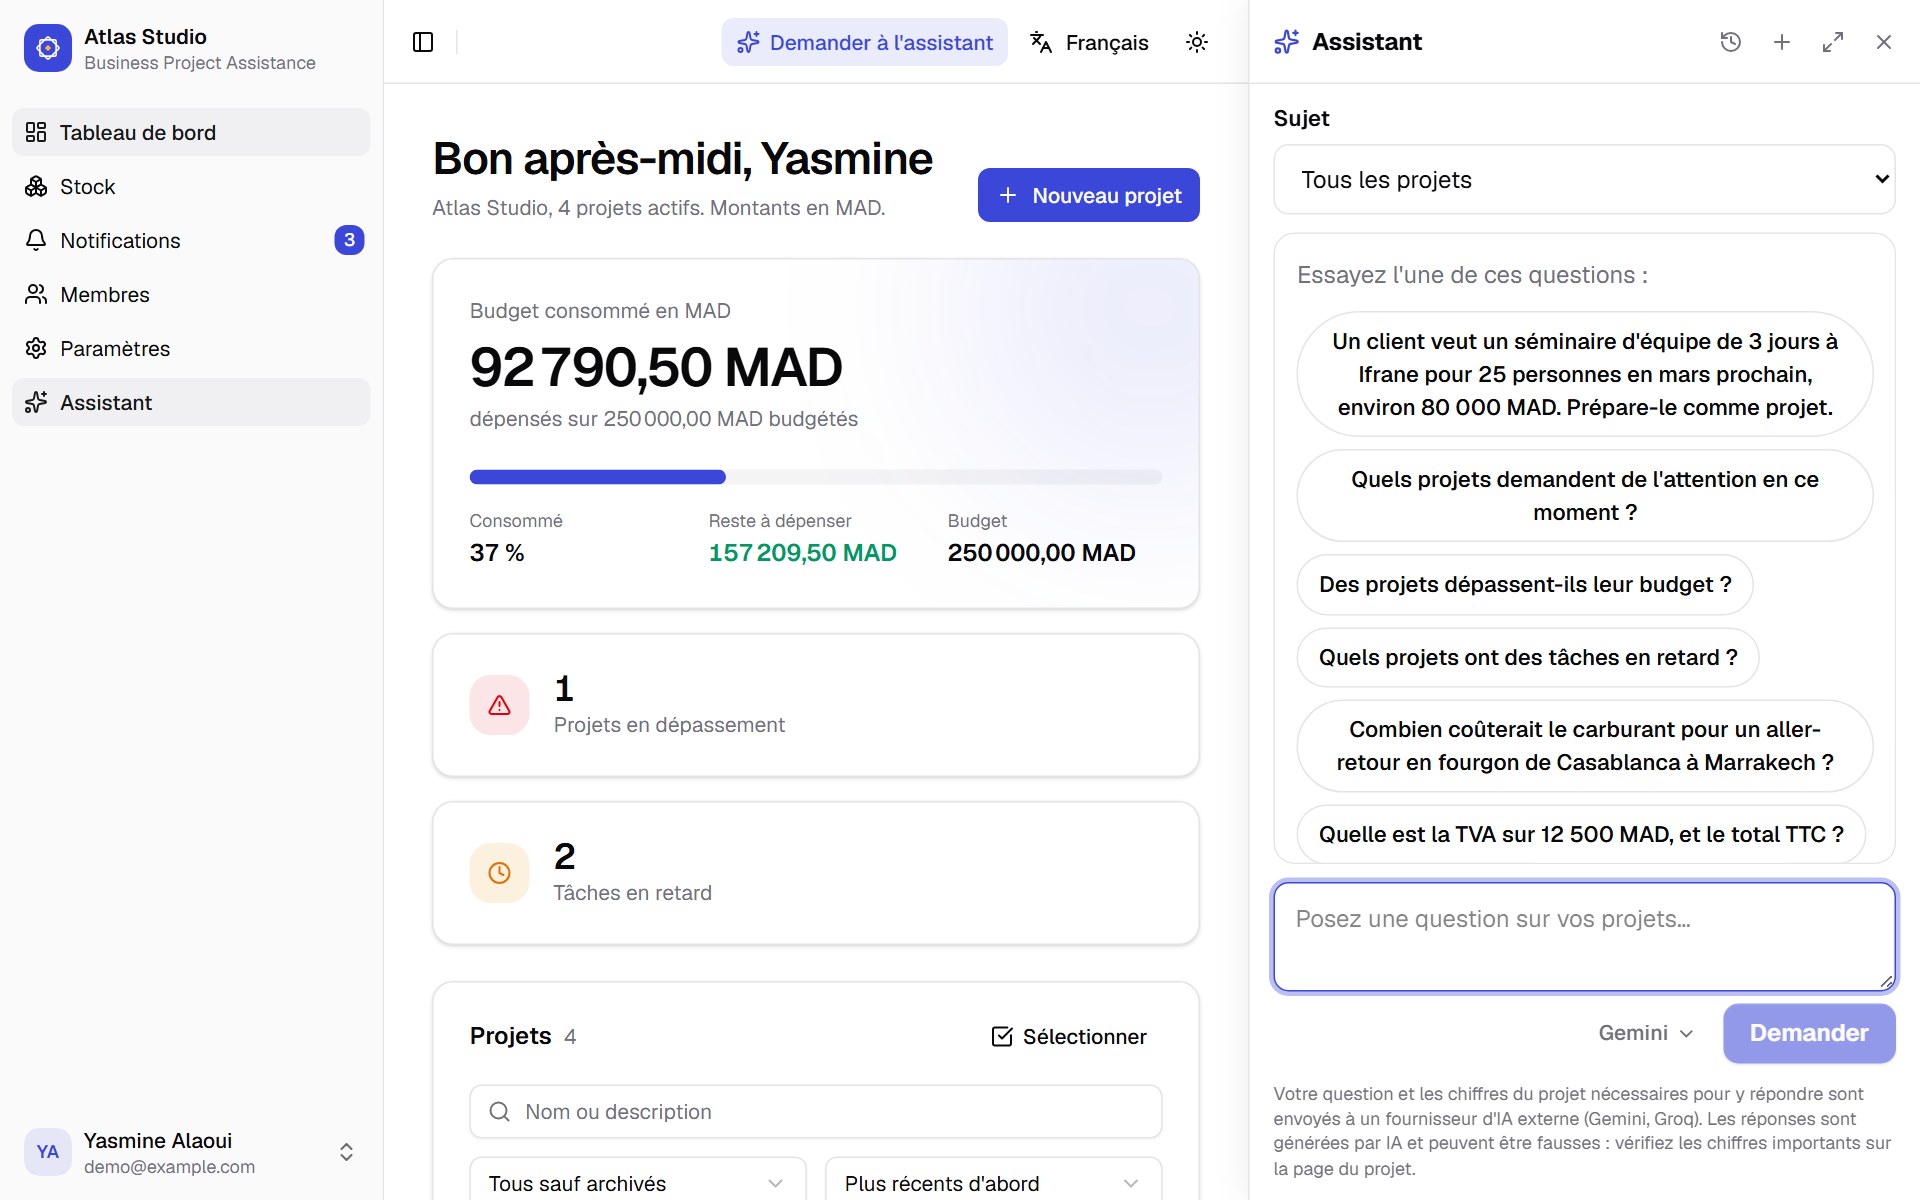 Atlas Studio
Business Project Assistance
Tableau de bord
Stock
Notifications
3
Membres
Paramètres
Assistant
YA
Yasmine Alaoui
demo@example.com
Demander à l'assistant
Français
Bon après-midi, Yasmine
Atlas Studio, 4 projets actifs. Montants en MAD.
Nouveau projet
Budget consommé en MAD
92 790,50 MAD
dépensés sur 250 000,00 MAD budgétés
Consommé
37 %
Reste à dépenser
157 209,50 MAD
Budget
250 000,00 MAD
1
Projets en dépassement
2
Tâches en retard
Projets 4
Sélectionner
Nom ou description
Tous sauf archivés
Plus récents d'abord
Assistant
Sujet
Tous les projets
Essayez l'une de ces questions :
Un client veut un séminaire d'équipe de 3 jours à
Ifrane pour 25 personnes en mars prochain,
environ 80 000 MAD. Prépare-le comme projet.
Quels projets demandent de l'attention en ce
moment ?
Des projets dépassent-ils leur budget ?
Quels projets ont des tâches en retard ?
Combien coûterait le carburant pour un aller-
retour en fourgon de Casablanca à Marrakech ?
Quelle est la TVA sur 12 500 MAD, et le total TTC ?
Posez une question sur vos projets...
Gemini
Demander
Votre question et les chiffres du projet nécessaires pour y répondre sont
envoyés à un fournisseur d'IA externe (Gemini, Groq). Les réponses sont
générées par IA et peuvent être fausses : vérifiez les chiffres importants sur
la page du projet.